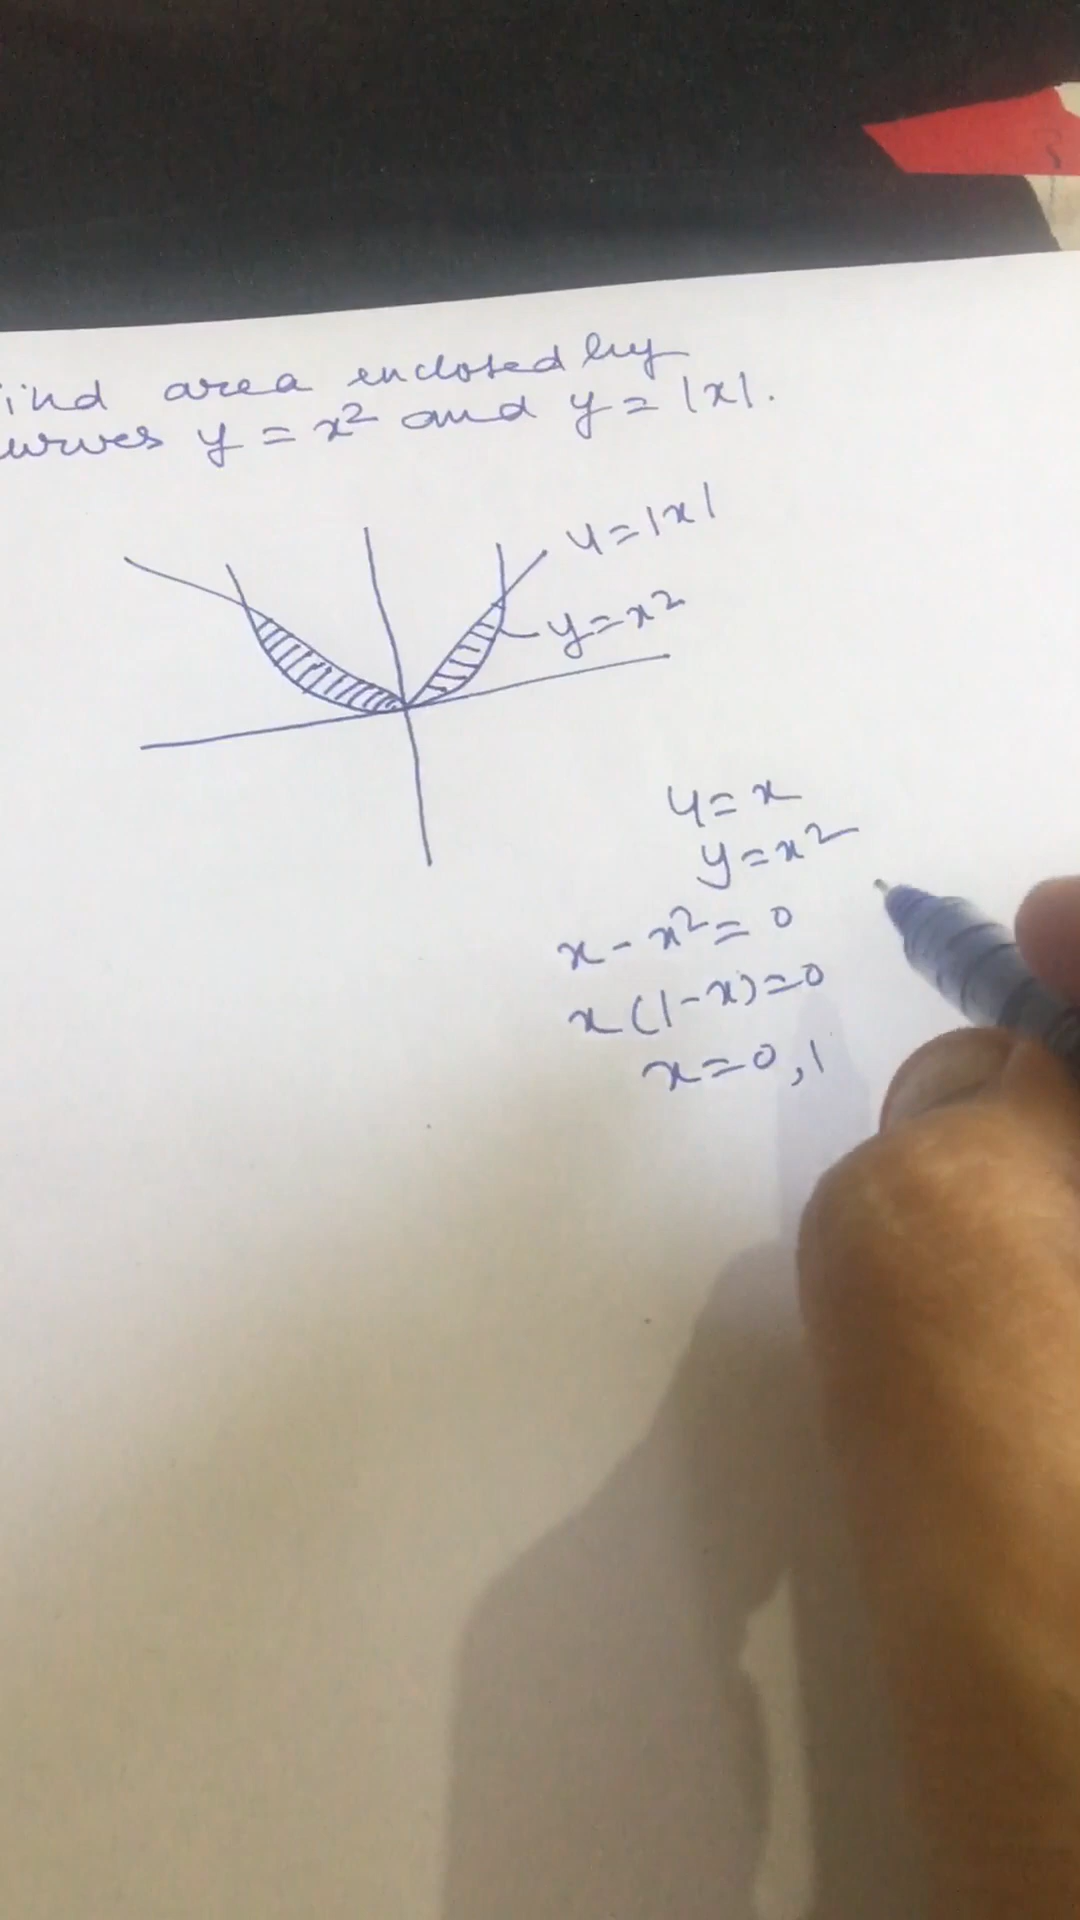 ind area enclosed by
urves y = x² and y = |x|.
y=|x|
y=x²
y=x
y=x²
x-x²=0
x(1-x)=0
x=0,1